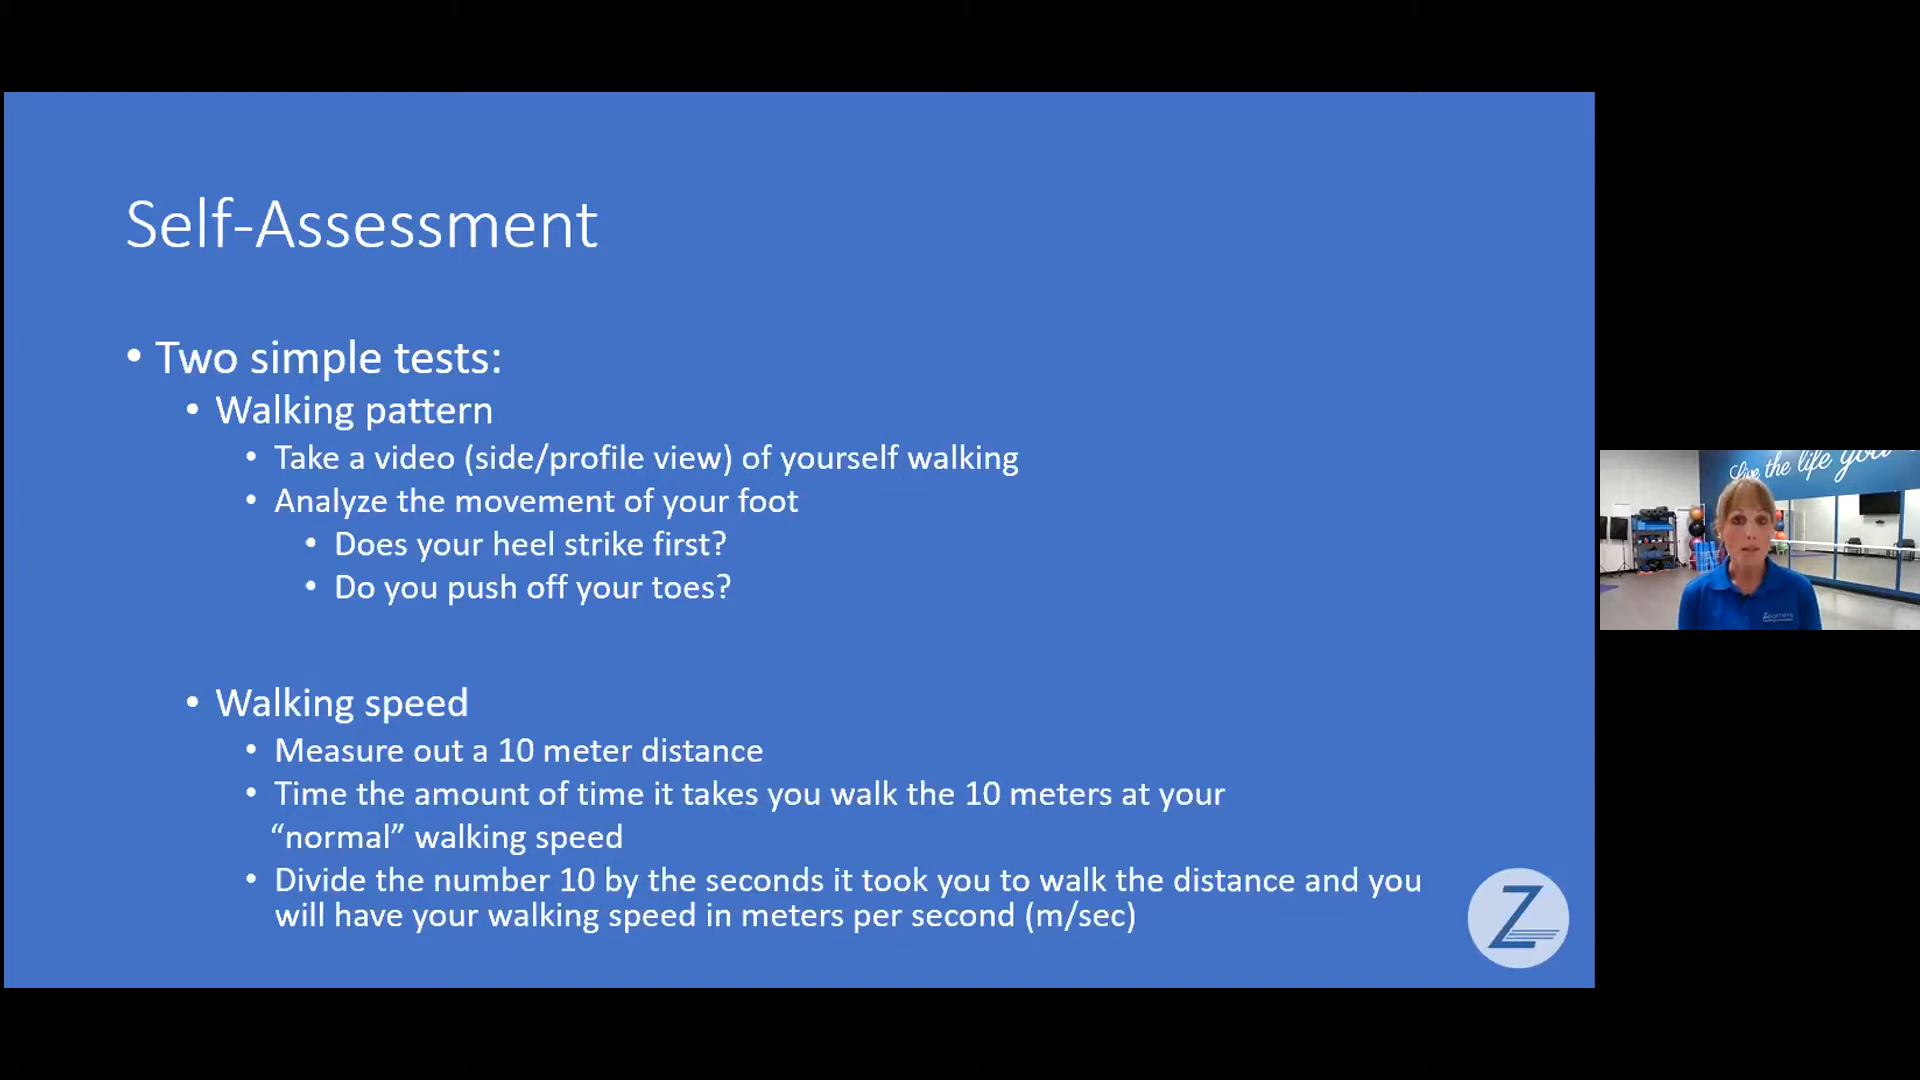 Self-Assessment
• Two simple tests:
• Walking pattern
• Take a video (side/profile view) of yourself walking
• Analyze the movement of your foot
• Does your heel strike first?
• Do you push off your toes?
• Walking speed
• Measure out a 10 meter distance
• Time the amount of time it takes you walk the 10 meters at your
“normal” walking speed
• Divide the number 10 by the seconds it took you to walk the distance and you
will have your walking speed in meters per second (m/sec)
Z
Live the life you